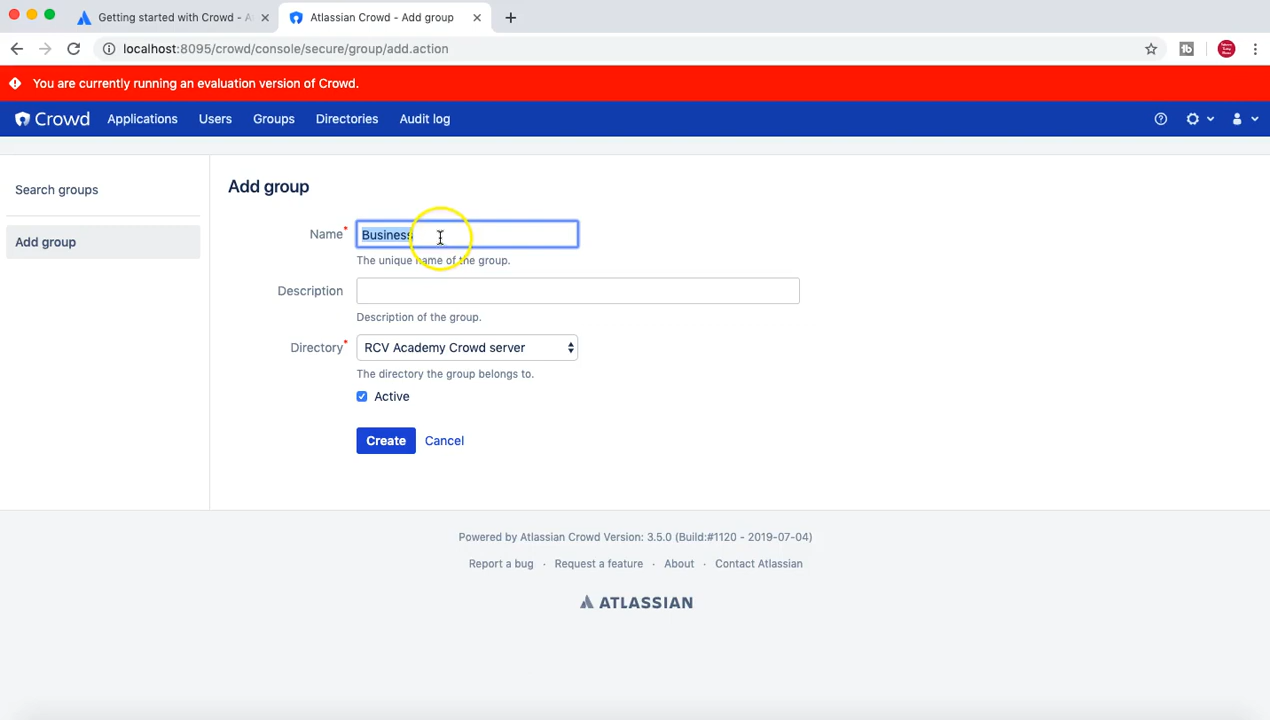 Getting started with Crowd - A
Atlassian Crowd - Add group
localhost:8095/crowd/console/secure/group/add.action
You are currently running an evaluation version of Crowd.
Crowd Applications Users Groups Directories Audit log
Search groups
Add group
Add group
Name*
Business
The unique name of the group.
Description
Description of the group.
Directory*
RCV Academy Crowd server
The directory the group belongs to.
Active
Create Cancel
Powered by Atlassian Crowd Version: 3.5.0 (Build:#1120 - 2019-07-04)
Report a bug · Request a feature · About · Contact Atlassian
ATLASSIAN